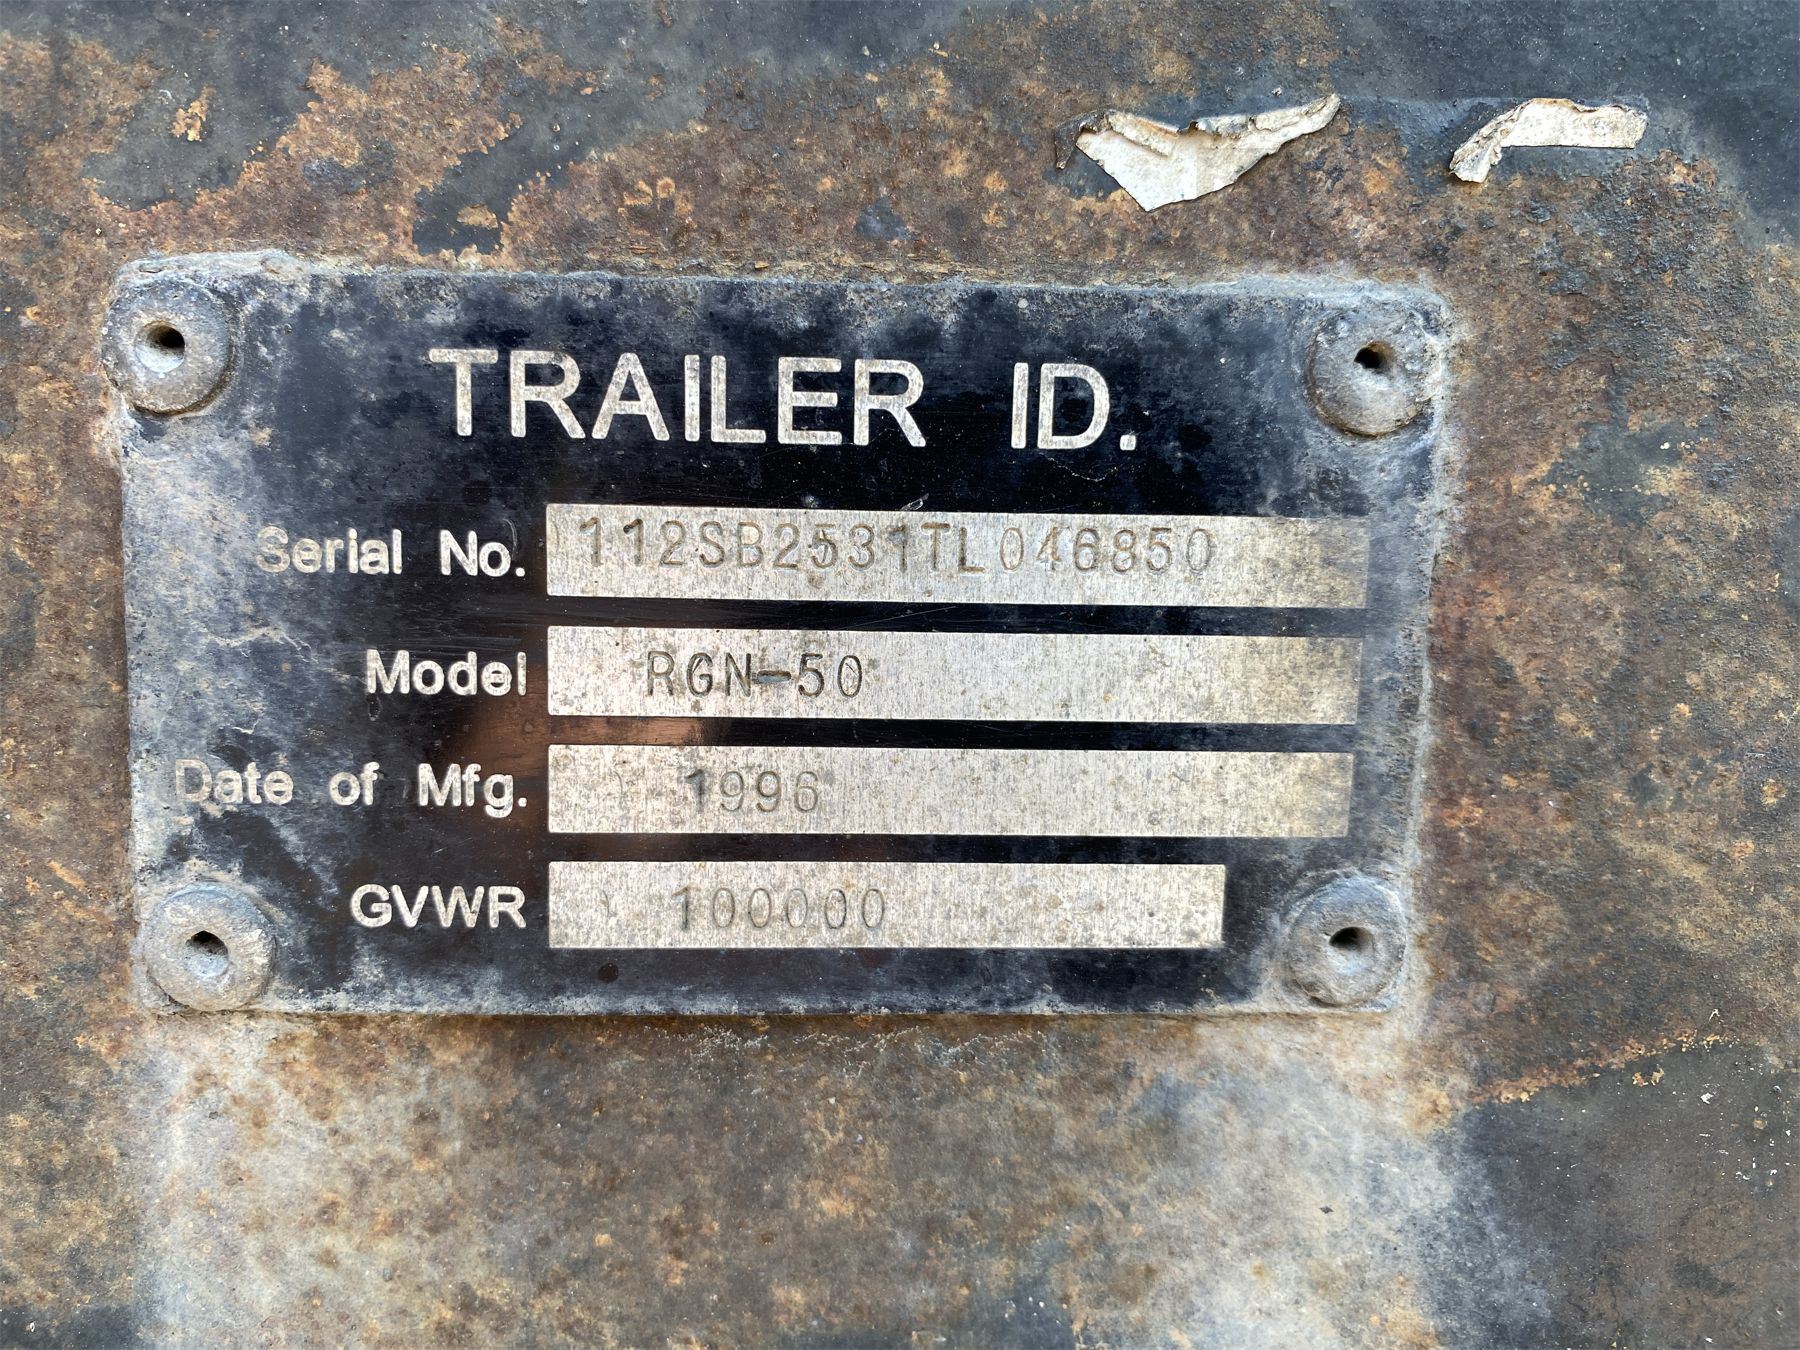 TRAILER ID.
Serial No. 112SB2531TL046850
Model RGN-50
Date of Mfg. 1996
GVWR 100000